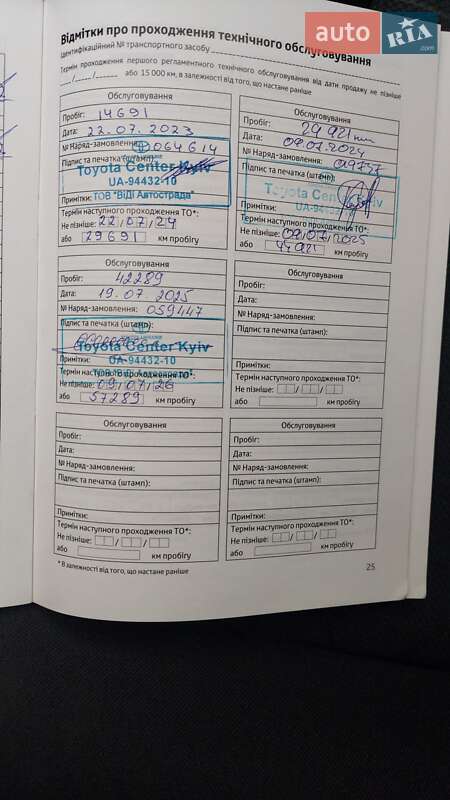 Відмітки про проходження технічного обслуговування
Ідентифікаційний № транспортного засобу
Термін проходження першого регламентного технічного обслуговування від дати продажу не пізніше
__/__/__ або 15 000 км, в залежності від того, що настане раніше
Обслуговування
Пробіг: 14691
Дата: 22.07.2023
№ Наряд-замовлення: 064614
Підпис та печатка (штамп):
Toyota Center Kyiv
UA-94432-10
Примітки: ТОВ "ВіДі Автострада"
Термін наступного проходження ТО*:
Не пізніше: 22/07/24
або 29691 км пробігу
Обслуговування
Пробіг: 29921 км
Дата: 09.07.2024
№ Наряд-замовлення:
Підпис та печатка (штамп):
Toyota Center Kyiv
Примітки:
Термін наступного проходження ТО*:
Не пізніше: 09/07/2025
або 44921 км пробігу
Обслуговування
Пробіг: 42289
Дата: 19.07.2025
№ Наряд-замовлення: 059447
Підпис та печатка (штамп):
Toyota Center Kyiv
Примітки: UA-94432-10
Термін наступного проходження ТО*:
Не пізніше: 09/07/26
або 57289 км пробігу
Обслуговування
Пробіг:
Дата:
№ Наряд-замовлення:
Підпис та печатка (штамп):
Примітки:
Термін наступного проходження ТО*:
Не пізніше:
або км пробігу
Обслуговування
Пробіг:
Дата:
№ Наряд-замовлення:
Підпис та печатка (штамп):
Примітки:
Термін наступного проходження ТО*:
Не пізніше:
або км пробігу
Обслуговування
Пробіг:
Дата:
№ Наряд-замовлення:
Підпис та печатка (штамп):
Примітки:
Термін наступного проходження ТО*:
Не пізніше:
або км пробігу
* В залежності від того, що настане раніше
25
auto RIA.com